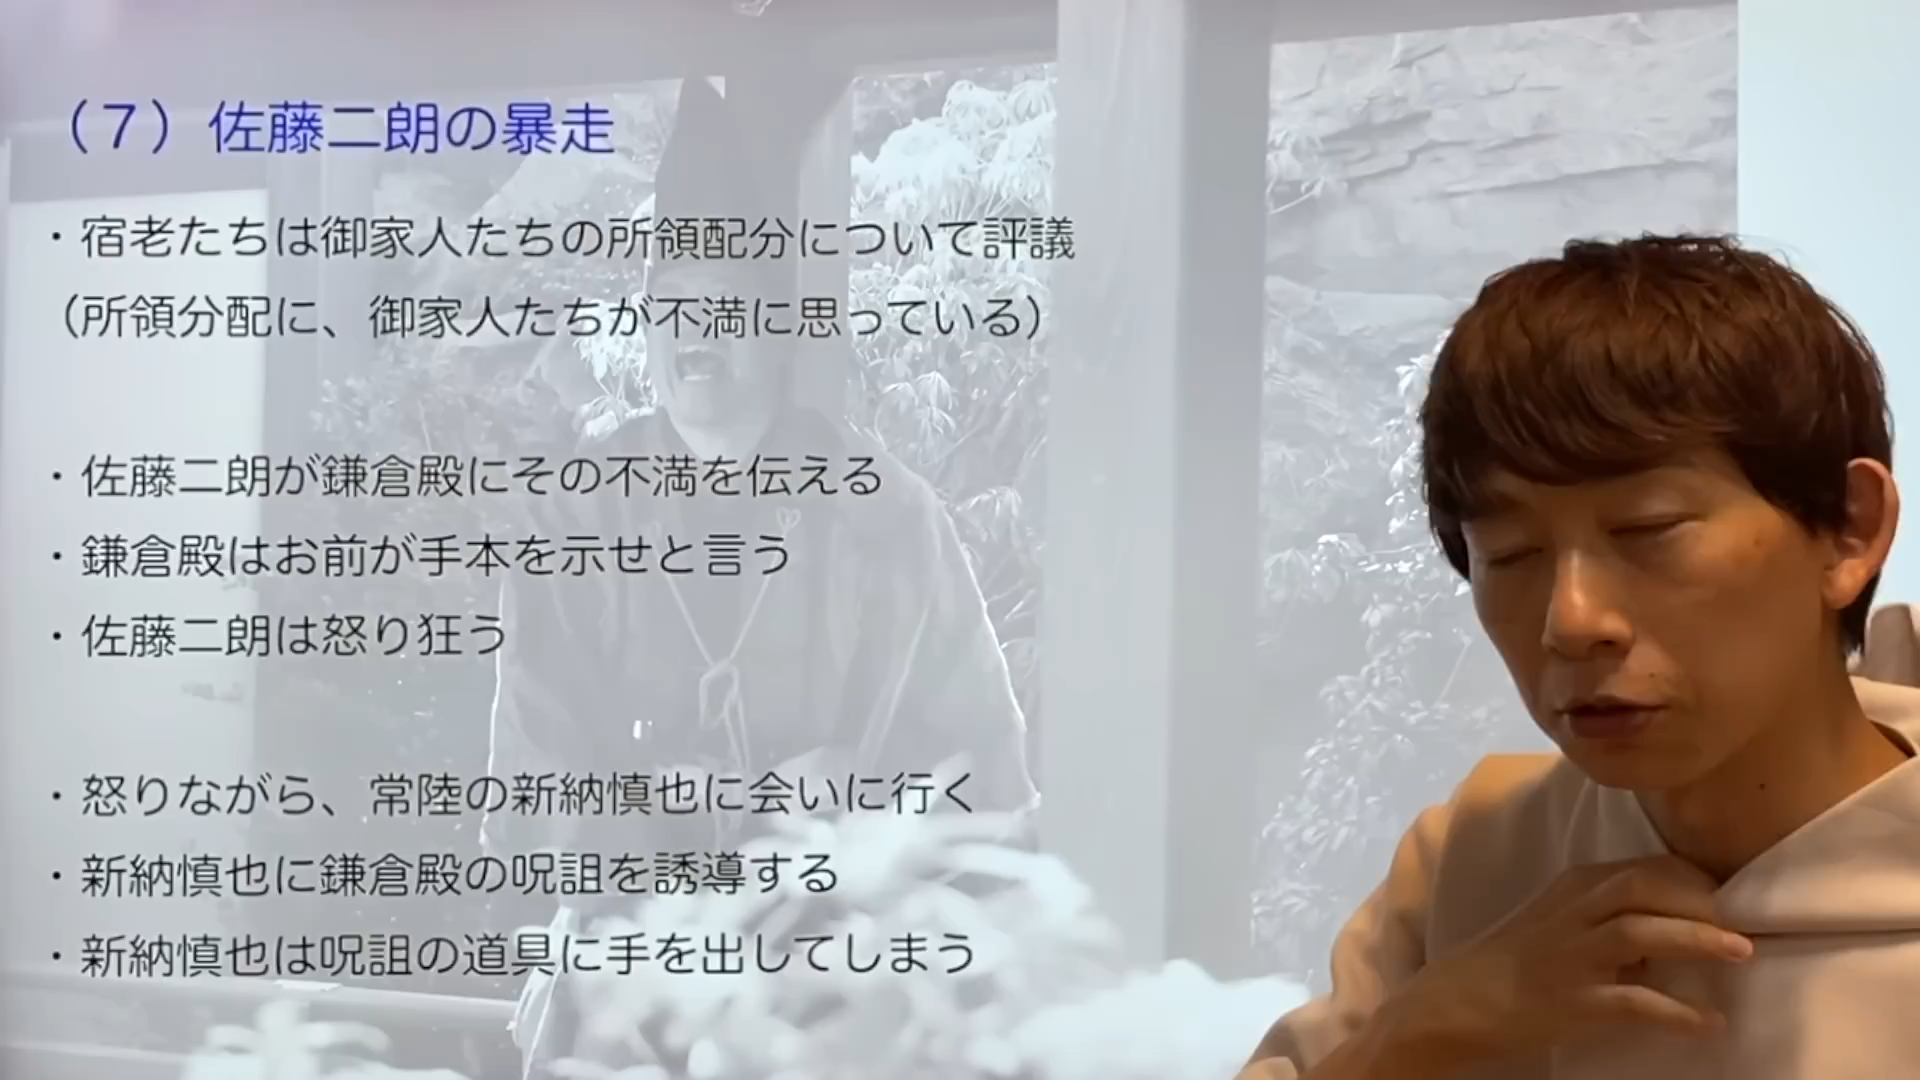 （７）佐藤二朗の暴走
・宿老たちは御家人たちの所領配分について評議
（所領分配に、御家人たちが不満に思っている）
・佐藤二朗が鎌倉殿にその不満を伝える
・鎌倉殿はお前が手本を示せと言う
・佐藤二朗は怒り狂う
・怒りながら、常陸の新納慎也に会いに行く
・新納慎也に鎌倉殿の呪詛を誘導する
・新納慎也は呪詛の道具に手を出してしまう